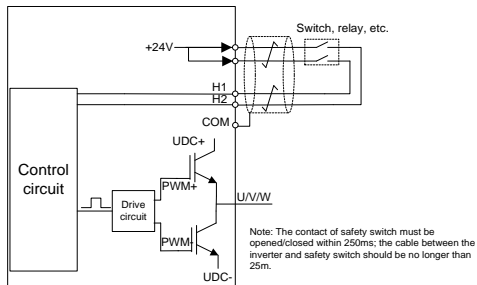 Switch, relay, etc.
+24V
H1
H2
COM
UDC+
Control
circuit
PWM+
U/V/W
Drive
circuit
PWM-
Note: The contact of safety switch must be
opened/closed within 250ms; the cable between the
inverter and safety switch should be no longer than
25m.
UDC-